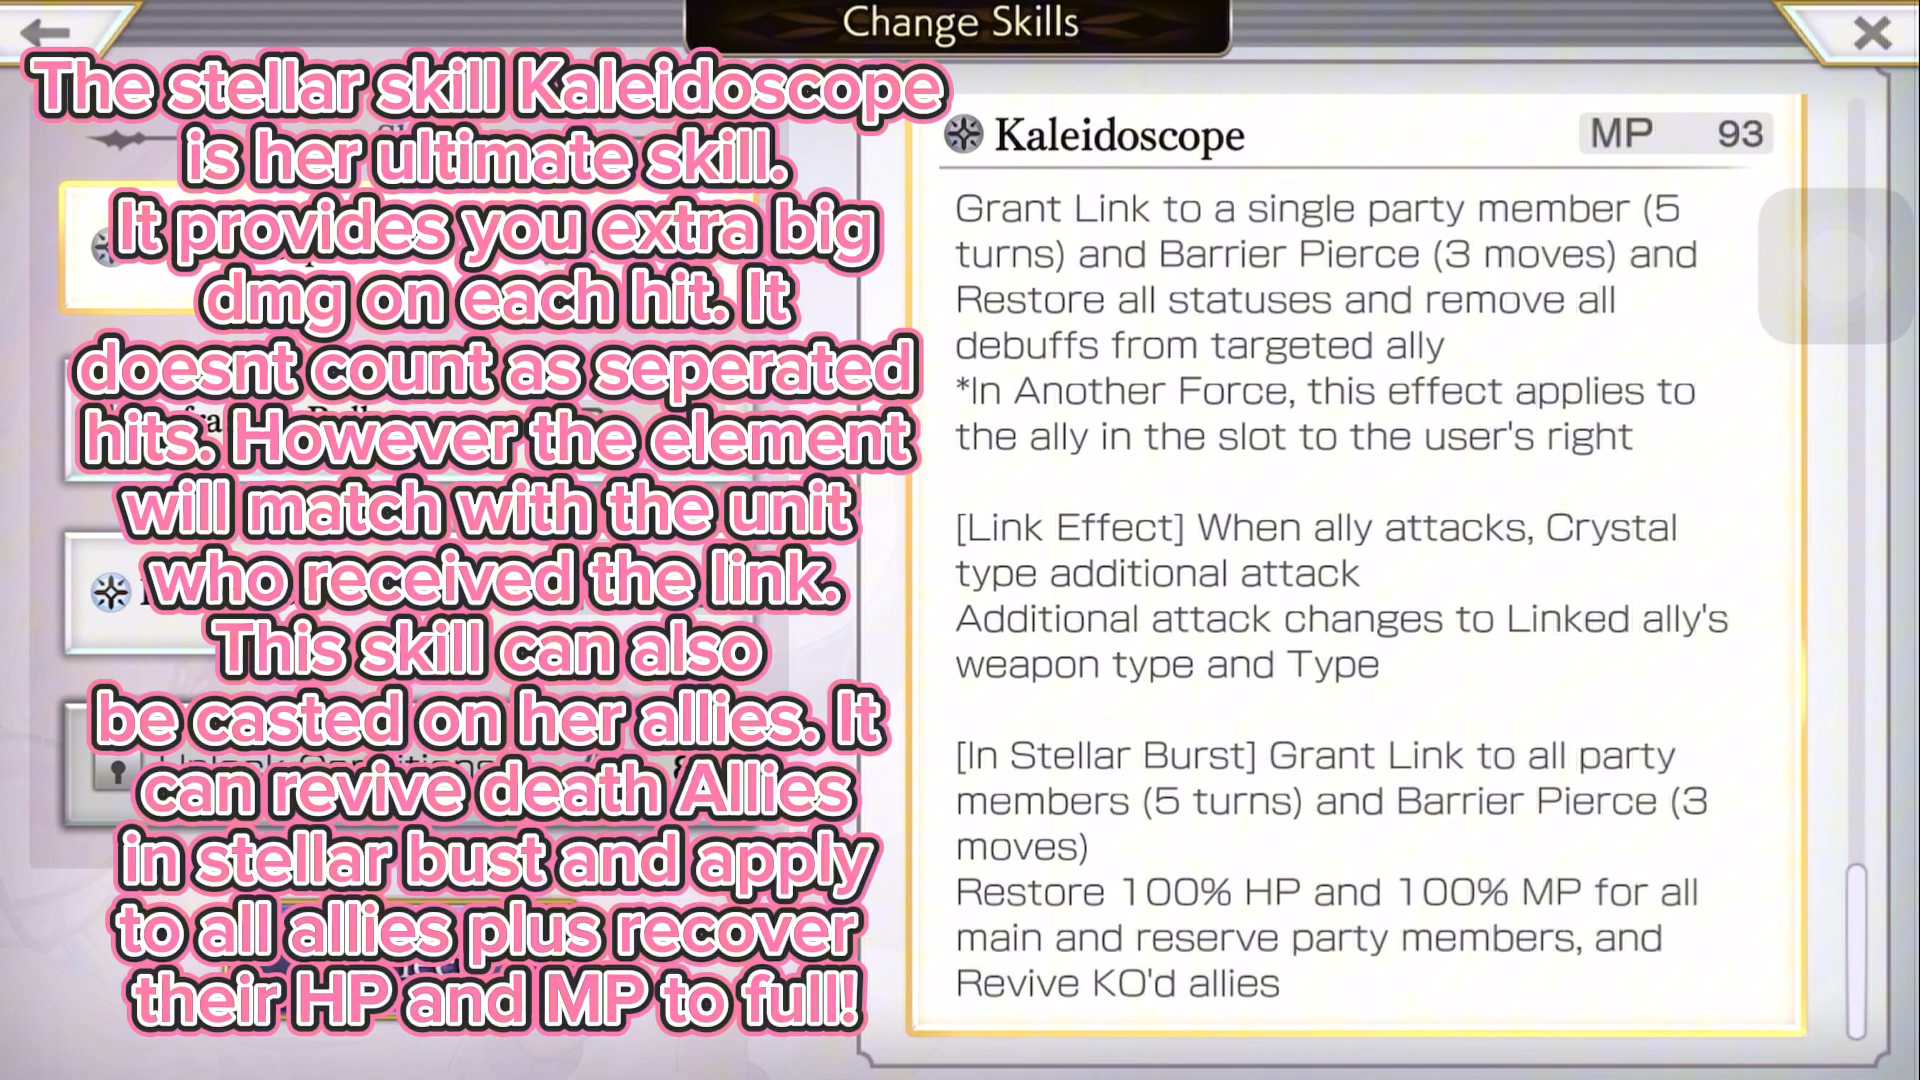 Change Skills
The stellar skill Kaleidoscope
is her ultimate skill.
It provides you extra big
dmg on each hit. It
doesnt count as seperated
hits. However the element
will match with the unit
who received the link.
This skill can also
be casted on her allies. It
can revive death Allies
in stellar bust and apply
to all allies plus recover
their HP and MP to full!
Kaleidoscope
MP 93
Grant Link to a single party member (5
turns) and Barrier Pierce (3 moves) and
Restore all statuses and remove all
debuffs from targeted ally
*In Another Force, this effect applies to
the ally in the slot to the user's right
[Link Effect] When ally attacks, Crystal
type additional attack
Additional attack changes to Linked ally's
weapon type and Type
[In Stellar Burst] Grant Link to all party
members (5 turns) and Barrier Pierce (3
moves)
Restore 100% HP and 100% MP for all
main and reserve party members, and
Revive KO'd allies